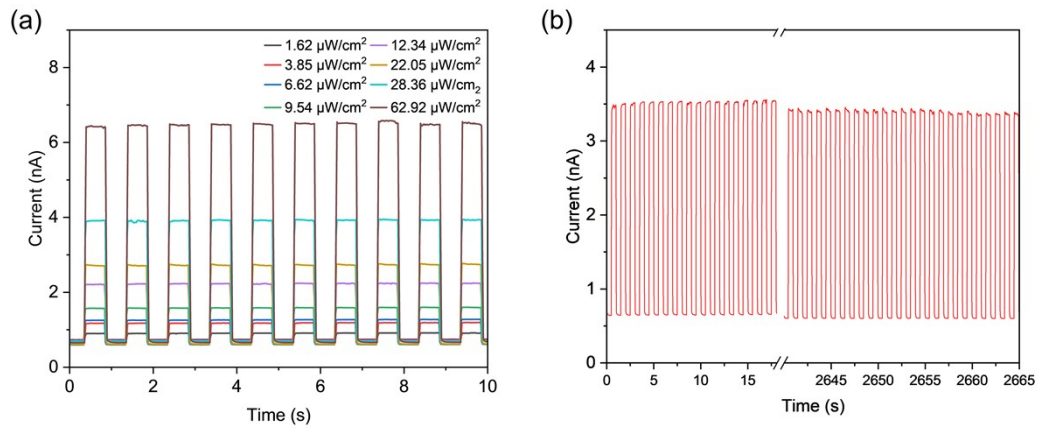 (a)
Current (nA)
8
6
4
2
0
1.62 μW/cm²
3.85 μW/cm²
6.62 μW/cm²
9.54 μW/cm²
12.34 μW/cm²
22.05 μW/cm²
28.36 μW/cm₂
62.92 μW/cm²
0 2 4 6 8 10
Time (s)
(b)
Current (nA)
4
3
2
1
0
0 5 10 15 2645 2650 2655 2660 2665
Time (s)